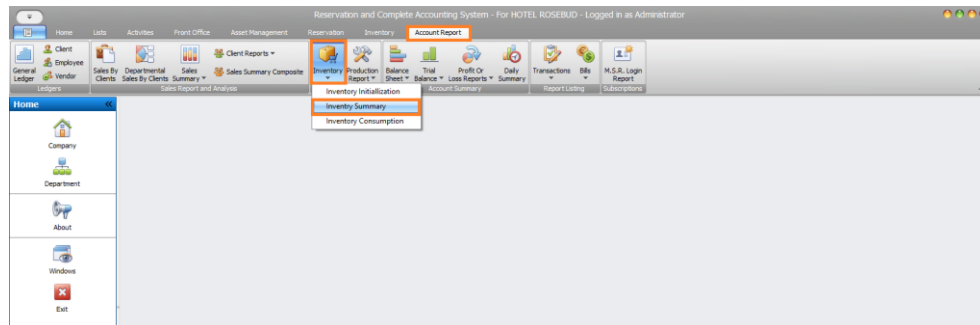 Reservation and Complete Accounting System - For HOTEL ROSEBUD - Logged in as Administrator
Home Lists Activities Front Office Asset Management Reservation Inventory Account Report
General Ledger
Client
Employee
Vendor
Ledgers
Sales By Clients
Departmental Sales By Clients
Sales Summary
Client Reports
Sales Summary Composite
Sales Report and Analysis
Inventory
Production Report
Balance Sheet
Trial Balance
Profit Or Loss Reports
Daily Summary
Account Summary
Transactions
Bills
Report Listing
M.S.R. Login Report
Subscriptions
Inventory Initiallization
Inventry Summary
Inventory Consumption
Home
Company
Department
About
Windows
Exit